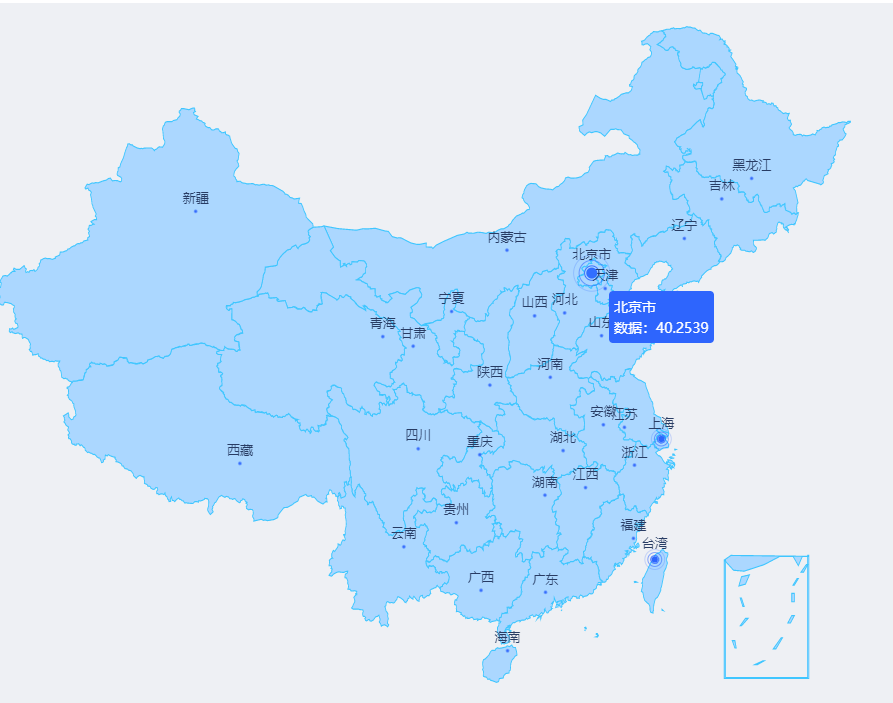 黑龙江
吉林
新疆
辽宁
内蒙古
北京市
天津
宁夏
山西
河北
北京市
数据：40.2539
青海
甘肃
山东
陕西
河南
安徽
江苏
上海
四川
重庆
湖北
西藏
浙江
湖南
江西
贵州
云南
福建
台湾
广西
广东
海南